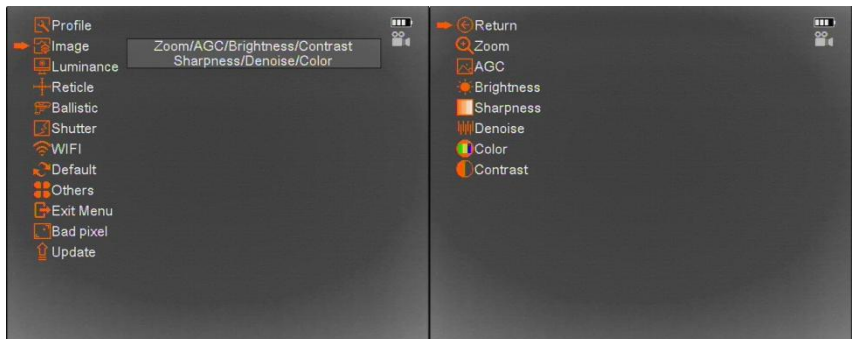 Profile
Image
Zoom/AGC/Brightness/Contrast
Sharpness/Denoise/Color
Luminance
Reticle
Ballistic
Shutter
WIFI
Default
Others
Exit Menu
Bad pixel
Update
Return
Zoom
AGC
Brightness
Sharpness
Denoise
Color
Contrast